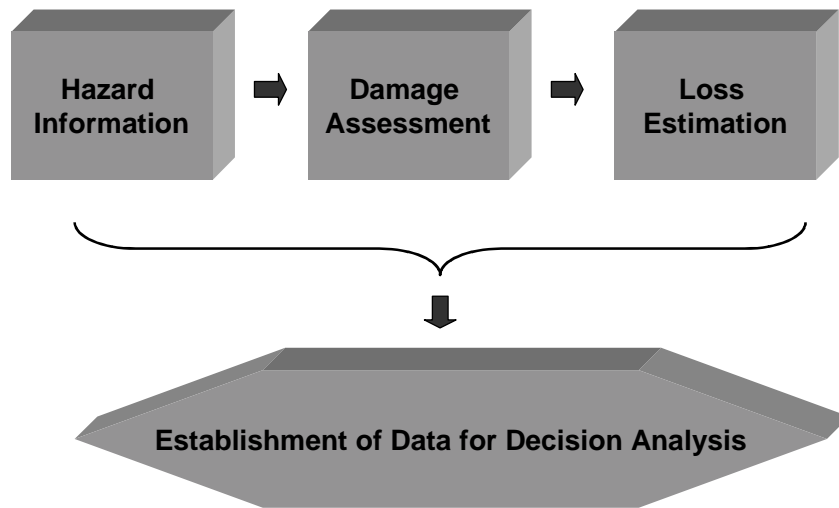 Hazard
Information
Damage
Assessment
Loss
Estimation
Establishment of Data for Decision Analysis